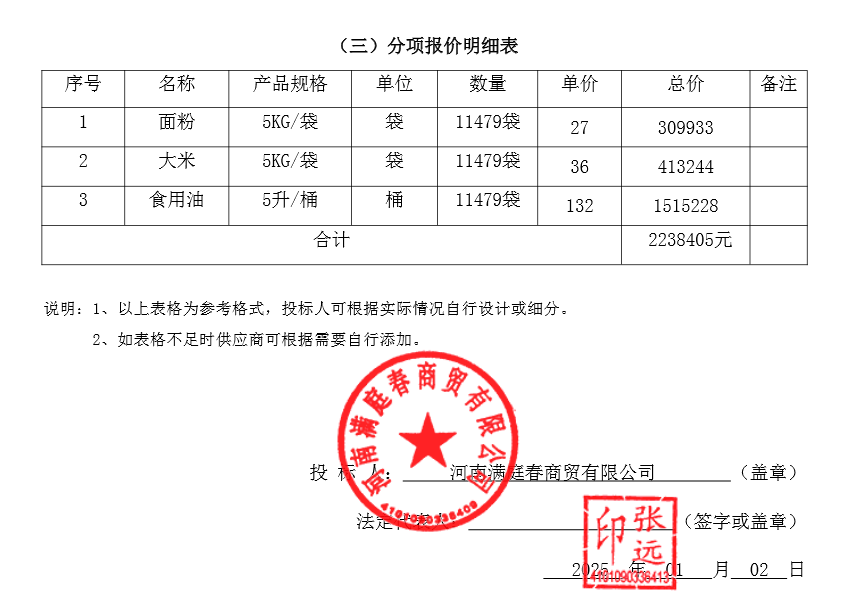 （三）分项报价明细表
序号 名称 产品规格 单位 数量 单价 总价 备注
1 面粉 5KG/袋 袋 11479袋 27 309933
2 大米 5KG/袋 袋 11479袋 36 413244
3 食用油 5升/桶 桶 11479袋 132 1515228
合计 2238405元
说明：1、以上表格为参考格式，投标人可根据实际情况自行设计或细分。
2、如表格不足时供应商可根据需要自行添加。
河南满庭春商贸有限公司
投 标 人：河南满庭春商贸有限公司（盖章）
法定代表人：（签字或盖章）
张远印
2025 年 01 月 02 日